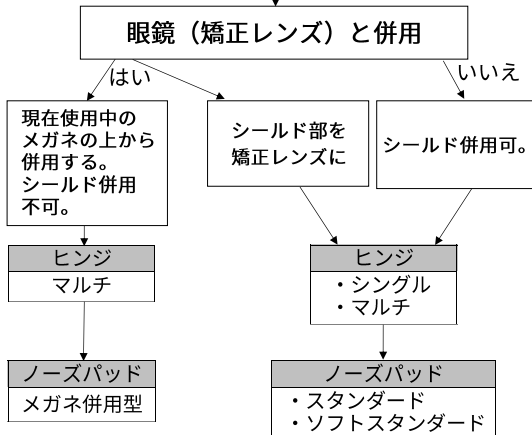 眼鏡（矯正レンズ）と併用
はい
いいえ
現在使用中の
メガネの上から
併用する。
シールド併用
不可。
シールド部を
矯正レンズに
シールド併用可。
ヒンジ
マルチ
ヒンジ
・シングル
・マルチ
ノーズパッド
メガネ併用型
ノーズパッド
・スタンダード
・ソフトスタンダード